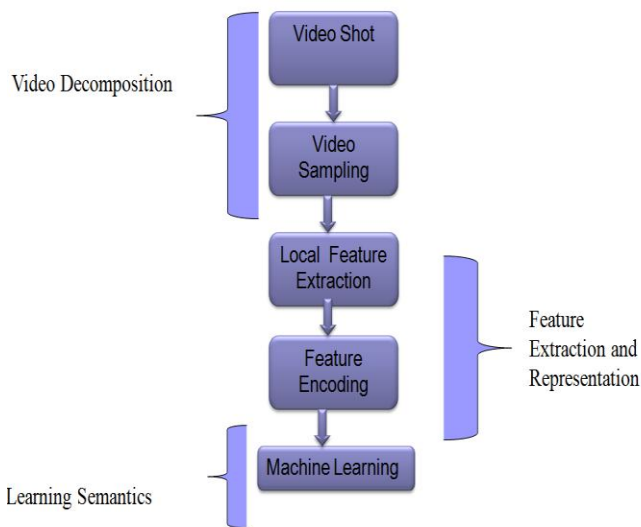 Video Shot
Video Decomposition
Video
Sampling
Local Feature
Extraction
Feature
Extraction and
Representation
Feature
Encoding
Machine Learning
Learning Semantics